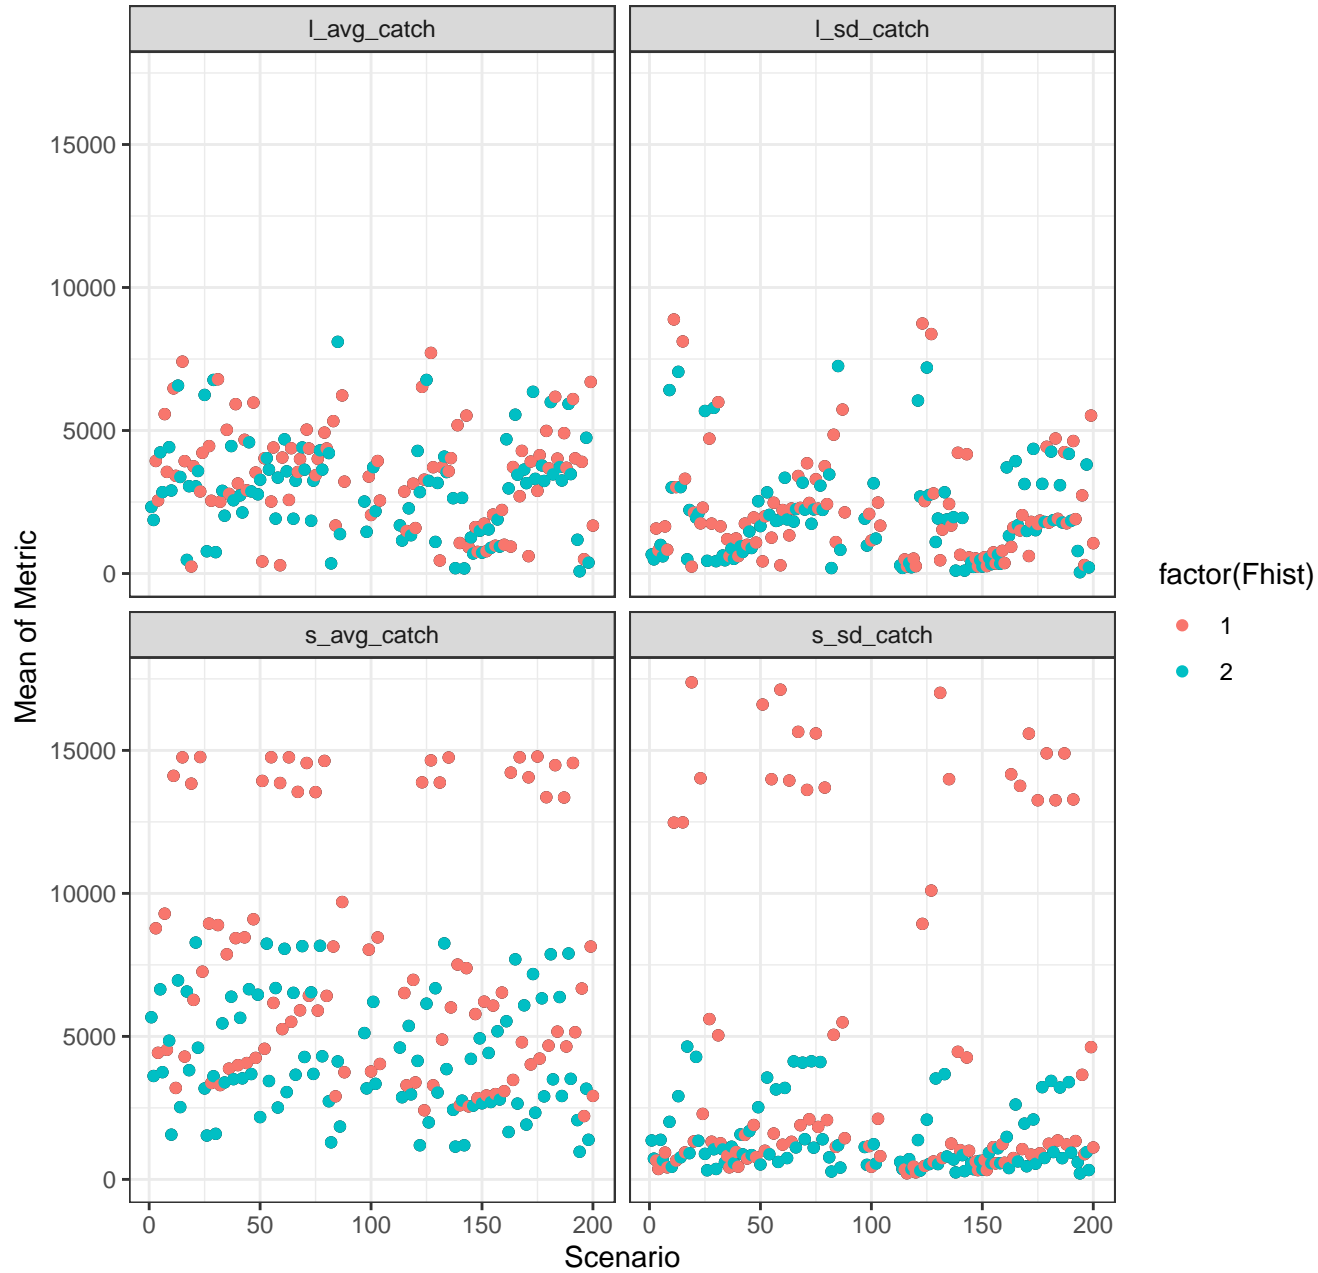 l_avg_catch
l_sd_catch
15000
10000
5000
0
s_avg_catch
s_sd_catch
15000
10000
5000
0
0 50 100 150 200
0 50 100 150 200
Scenario
Mean of Metric
factor(Fhist)
1
2